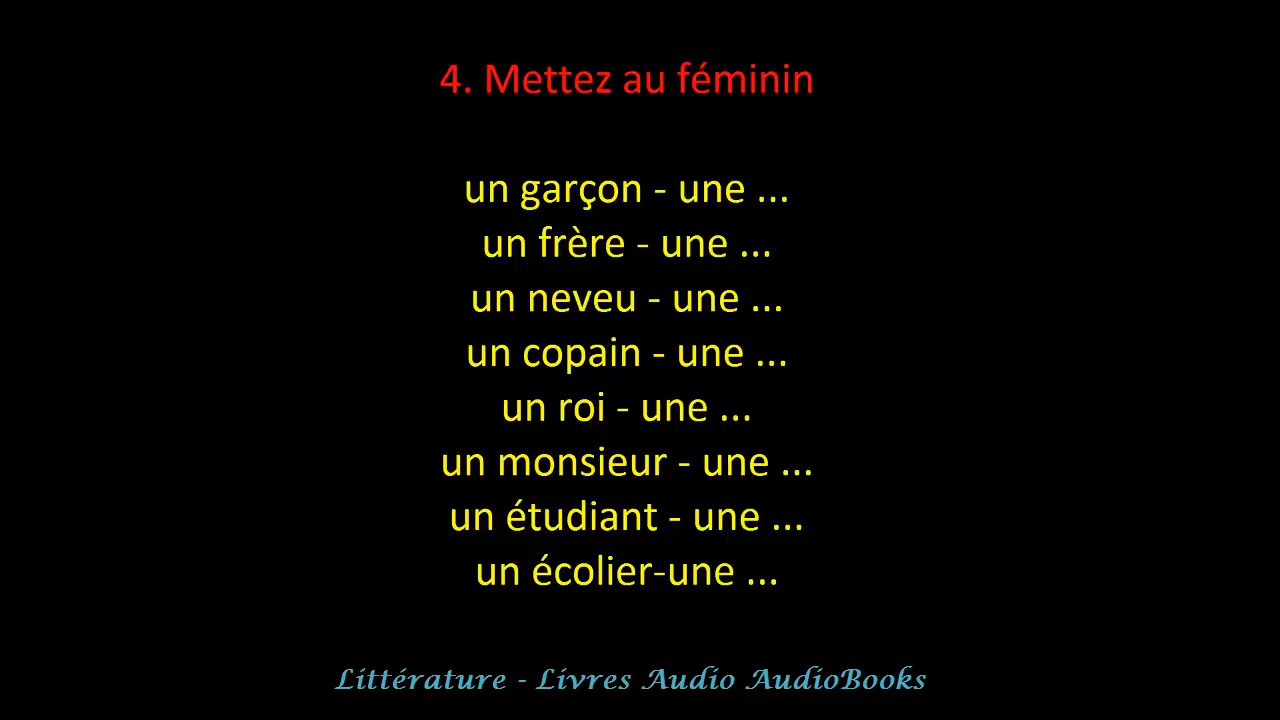 4. Mettez au féminin
un garçon - une ...
un frère - une ...
un neveu - une ...
un copain - une ...
un roi - une ...
un monsieur - une ...
un étudiant - une ...
un écolier-une ...
Littérature - Livres Audio AudioBooks